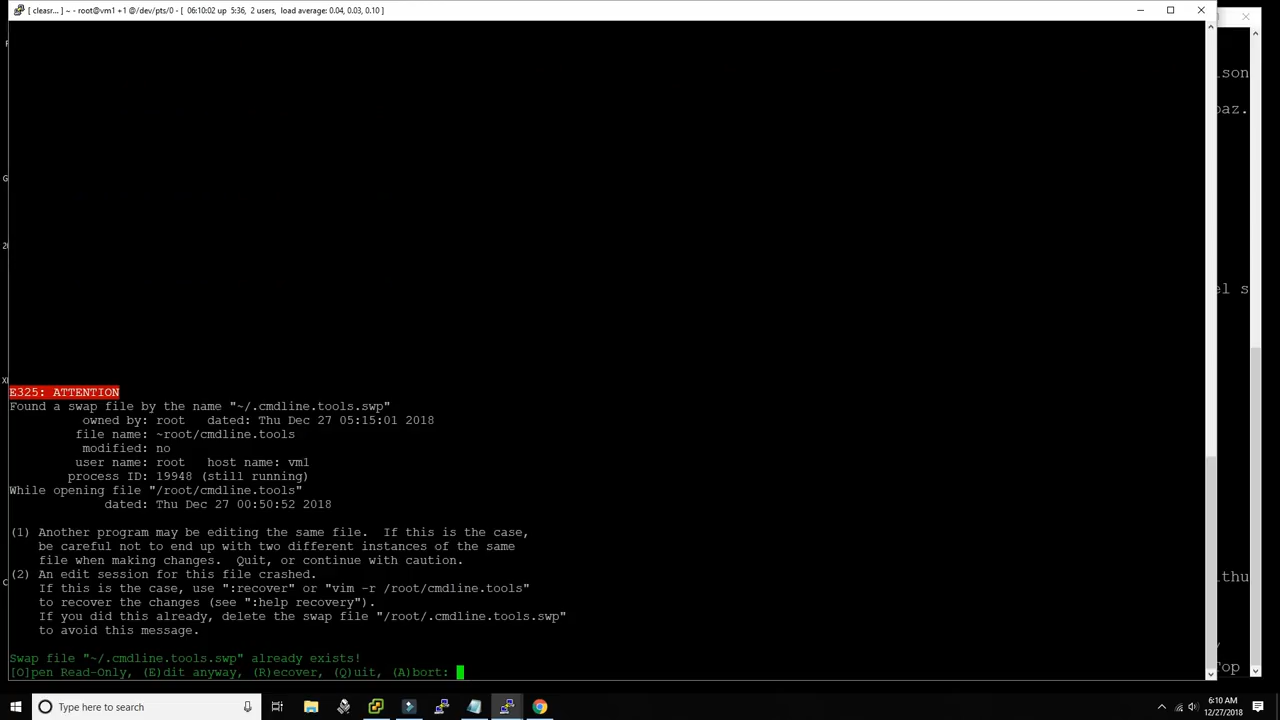 [ cleasr... ] ~ - root@vm1 +1 @/dev/pts/0 - [ 06:10:02 up 5:36, 2 users, load average: 0.04, 0.03, 0.10 ]
ison
paz.
el s
ithu
Top
E325: ATTENTION
Found a swap file by the name "~/.cmdline.tools.swp"
owned by: root dated: Thu Dec 27 05:15:01 2018
file name: ~root/cmdline.tools
modified: no
user name: root host name: vm1
process ID: 19948 (still running)
While opening file "/root/cmdline.tools"
dated: Thu Dec 27 00:50:52 2018
(1) Another program may be editing the same file. If this is the case,
be careful not to end up with two different instances of the same
file when making changes. Quit, or continue with caution.
(2) An edit session for this file crashed.
If this is the case, use ":recover" or "vim -r /root/cmdline.tools"
to recover the changes (see ":help recovery").
If you did this already, delete the swap file "/root/.cmdline.tools.swp"
to avoid this message.
Swap file "~/.cmdline.tools.swp" already exists!
[O]pen Read-Only, (E)dit anyway, (R)ecover, (Q)uit, (A)bort:
Type here to search
6:10 AM
12/27/2018